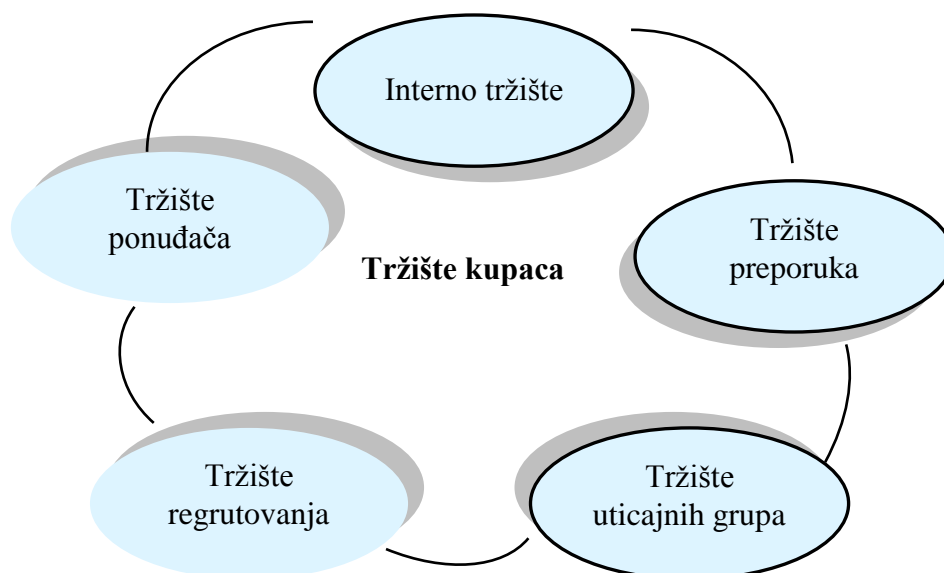 Interno tržište
Tržište
ponuđača
Tržište
preporuka
Tržište kupaca
Tržište
regrutovanja
Tržište
uticajnih grupa